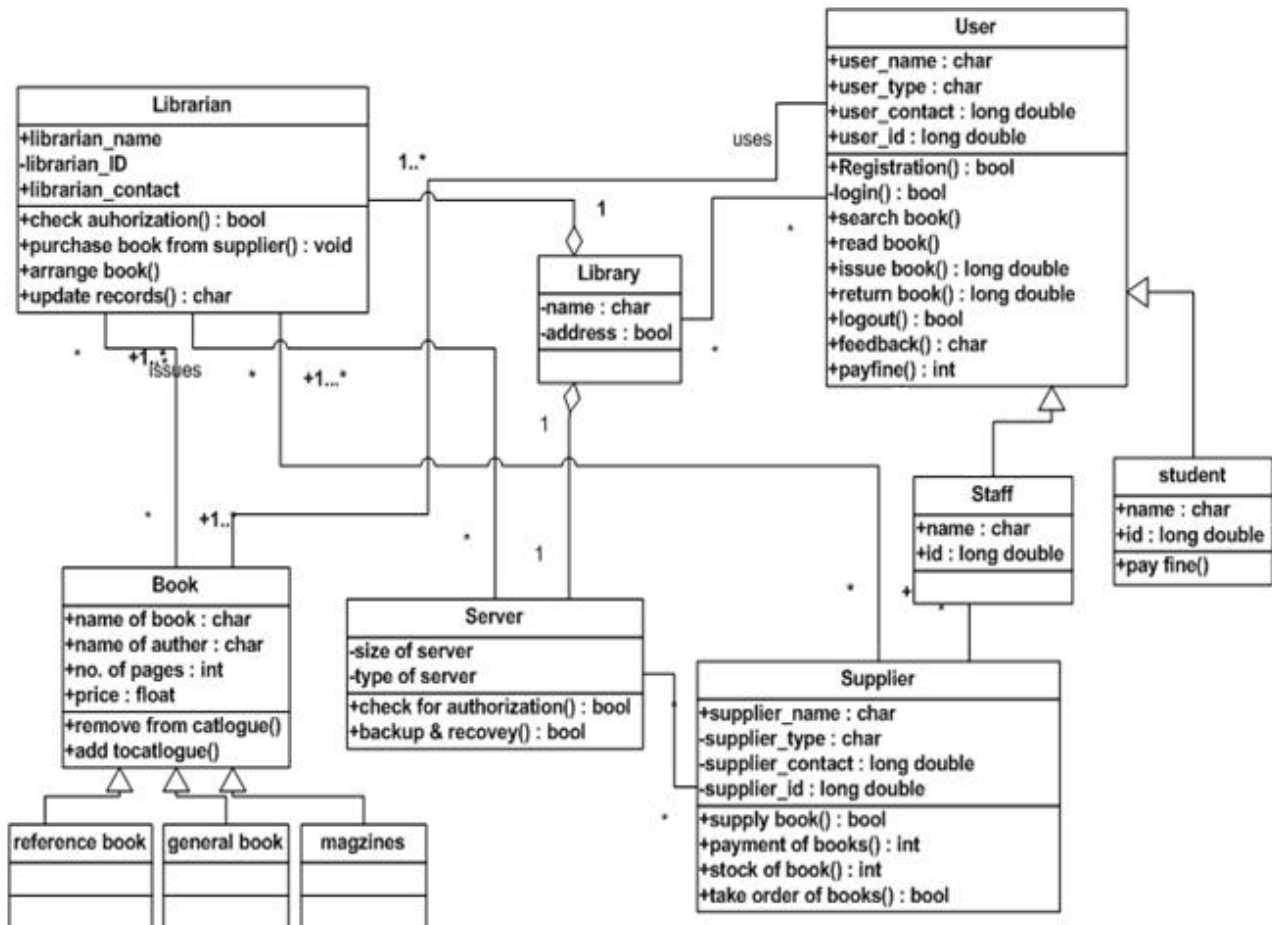 User
+user_name : char
+user_type : char
+user_contact : long double
+user_id : long double
+Registration() : bool
-login() : bool
+search book()
+read book()
+issue book() : long double
+return book() : long double
+logout() : bool
+feedback() : char
+payfine() : int
Librarian
+librarian_name
-librarian_ID
+librarian_contact
+check auhorization() : bool
+purchase book from supplier() : void
+arrange book()
+update records() : char
uses
1..*
1
*
Library
-name : char
-address : bool
*
*
+1..*
issues
*
+1...*
1
Staff
+name : char
+id : long double
student
+name : char
+id : long double
+pay fine()
*
+1..*
*
1
*
+
*
Book
+name of book : char
+name of auther : char
+no. of pages : int
+price : float
+remove from catlogue()
+add tocatlogue()
Server
-size of server
-type of server
+check for authorization() : bool
+backup & recovey() : bool
*
*
Supplier
+supplier_name : char
-supplier_type : char
-supplier_contact : long double
-supplier_id : long double
+supply book() : bool
+payment of books() : int
+stock of book() : int
+take order of books() : bool
reference book
general book
magzines